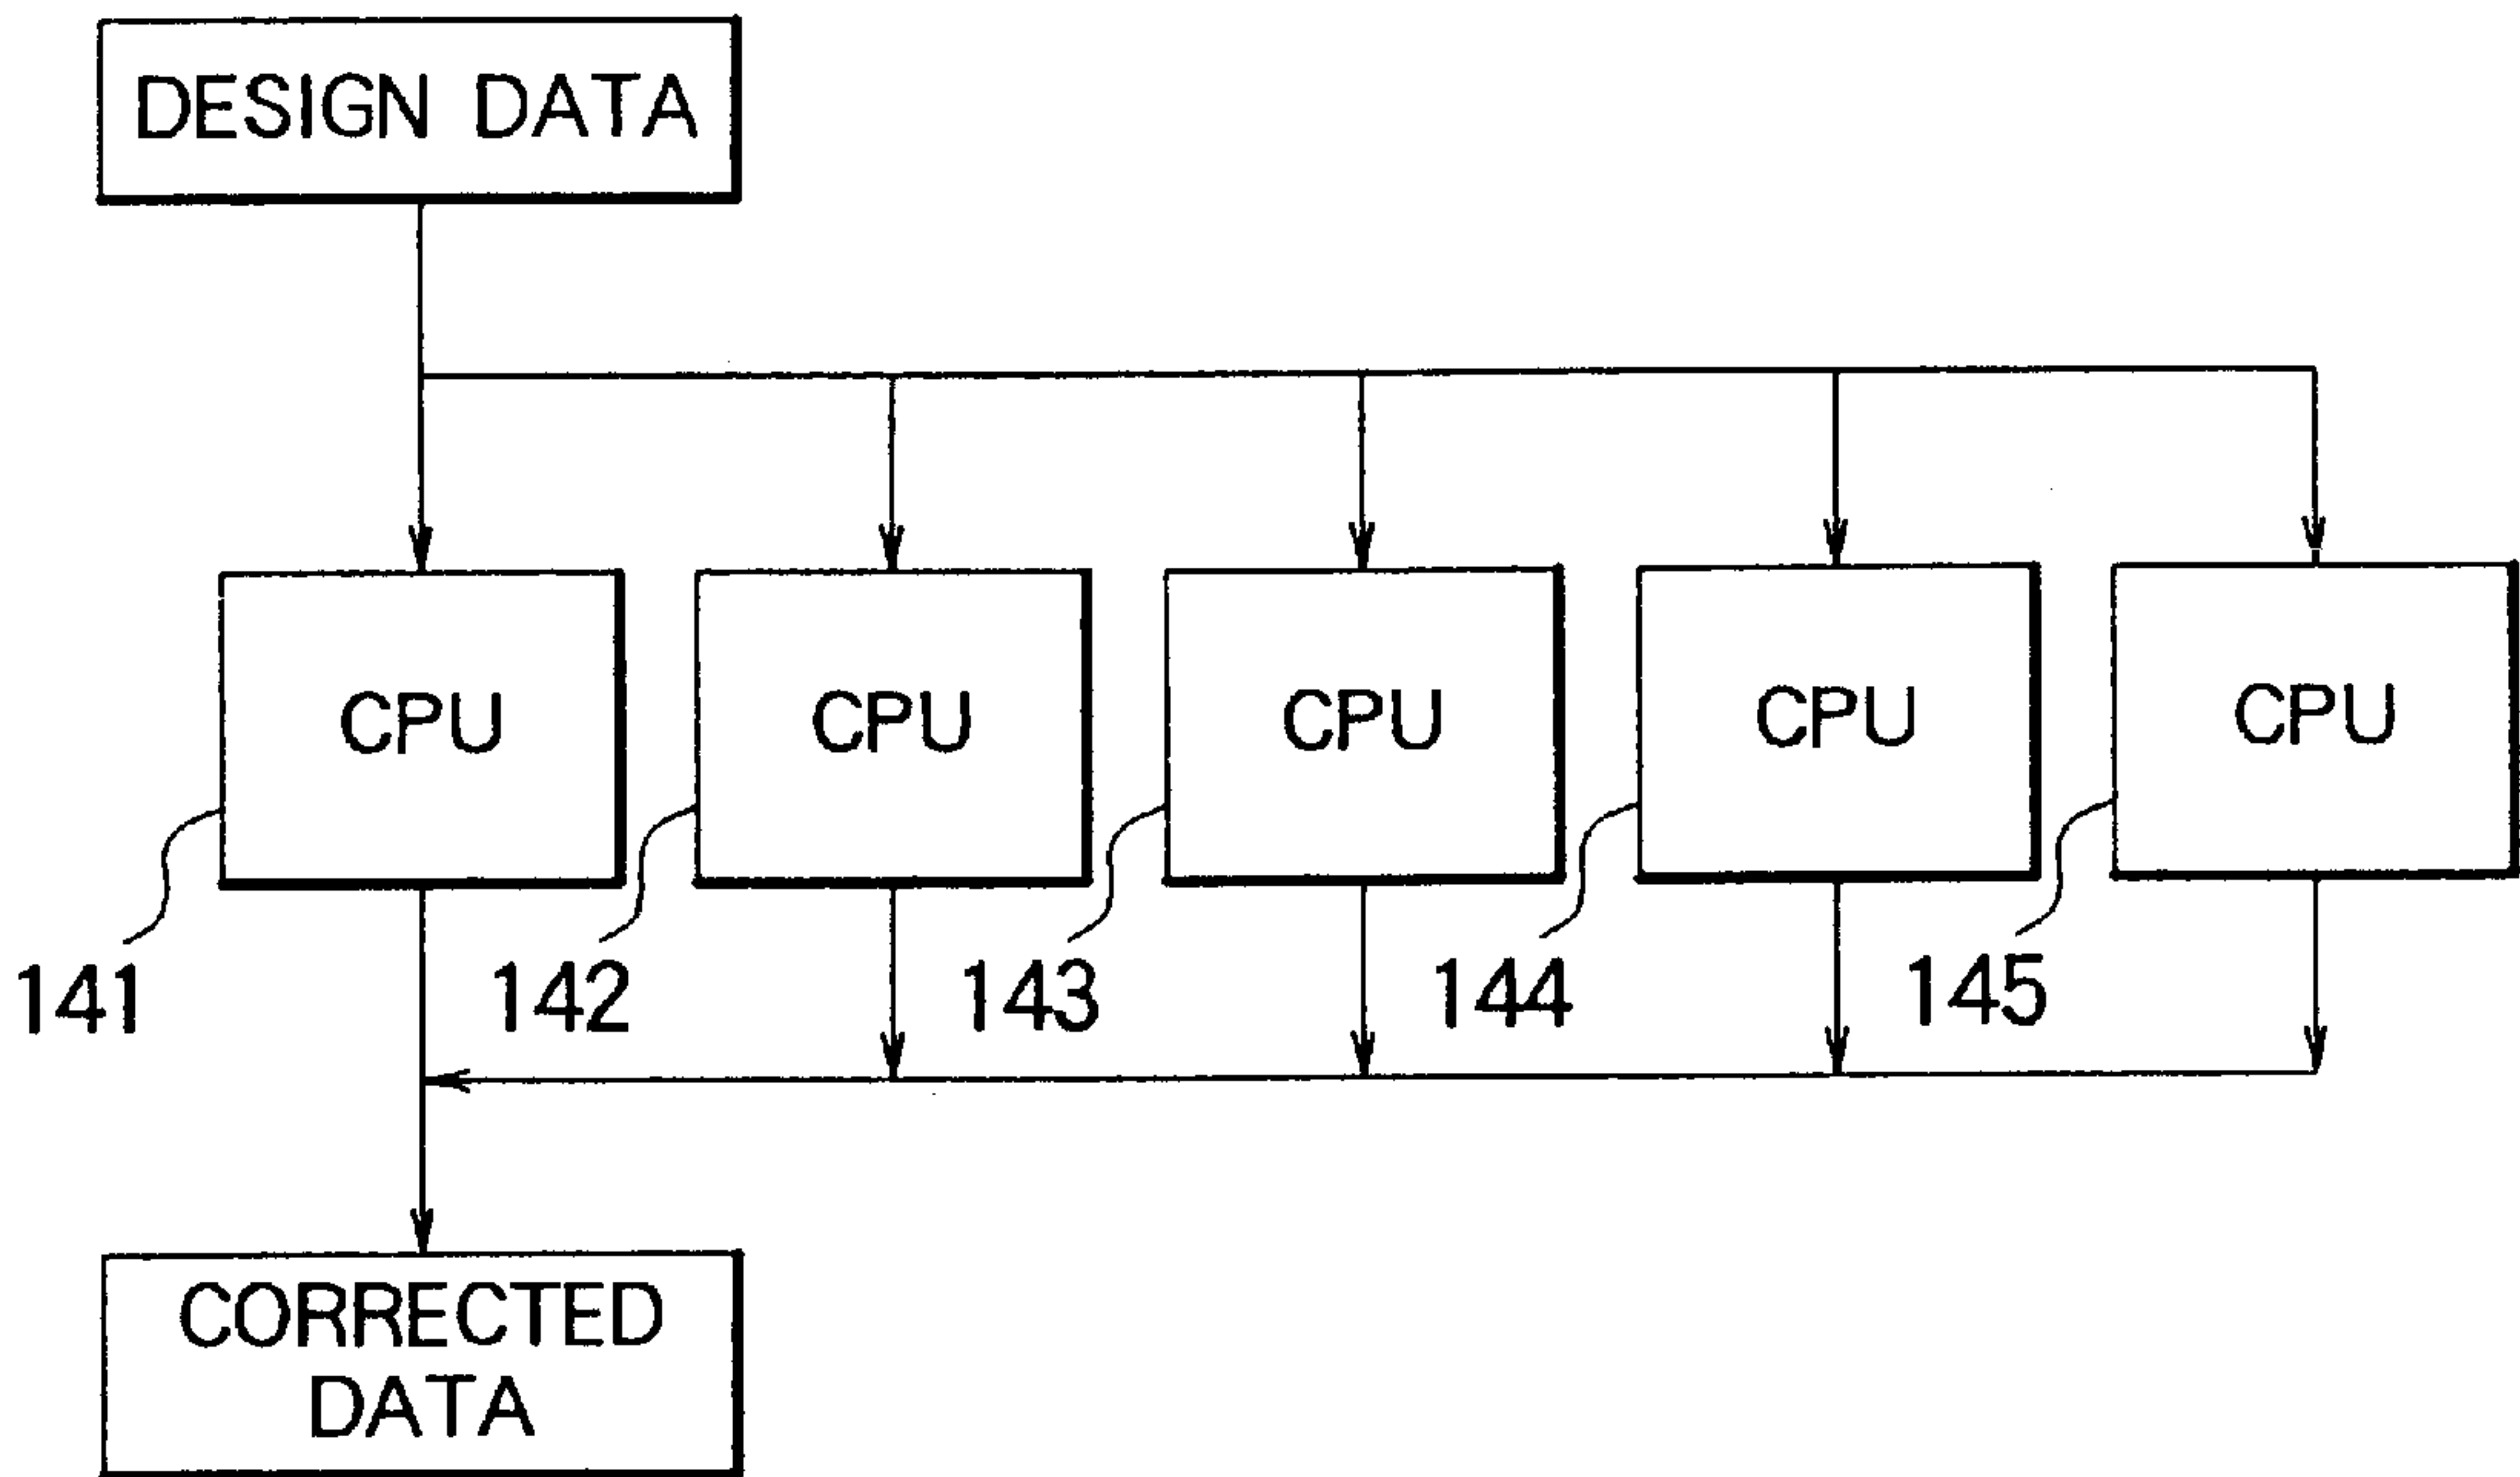 DESIGN DATA
CPU
CPU
CPU
CPU
CPU
141
142
143
144
145
CORRECTED
DATA